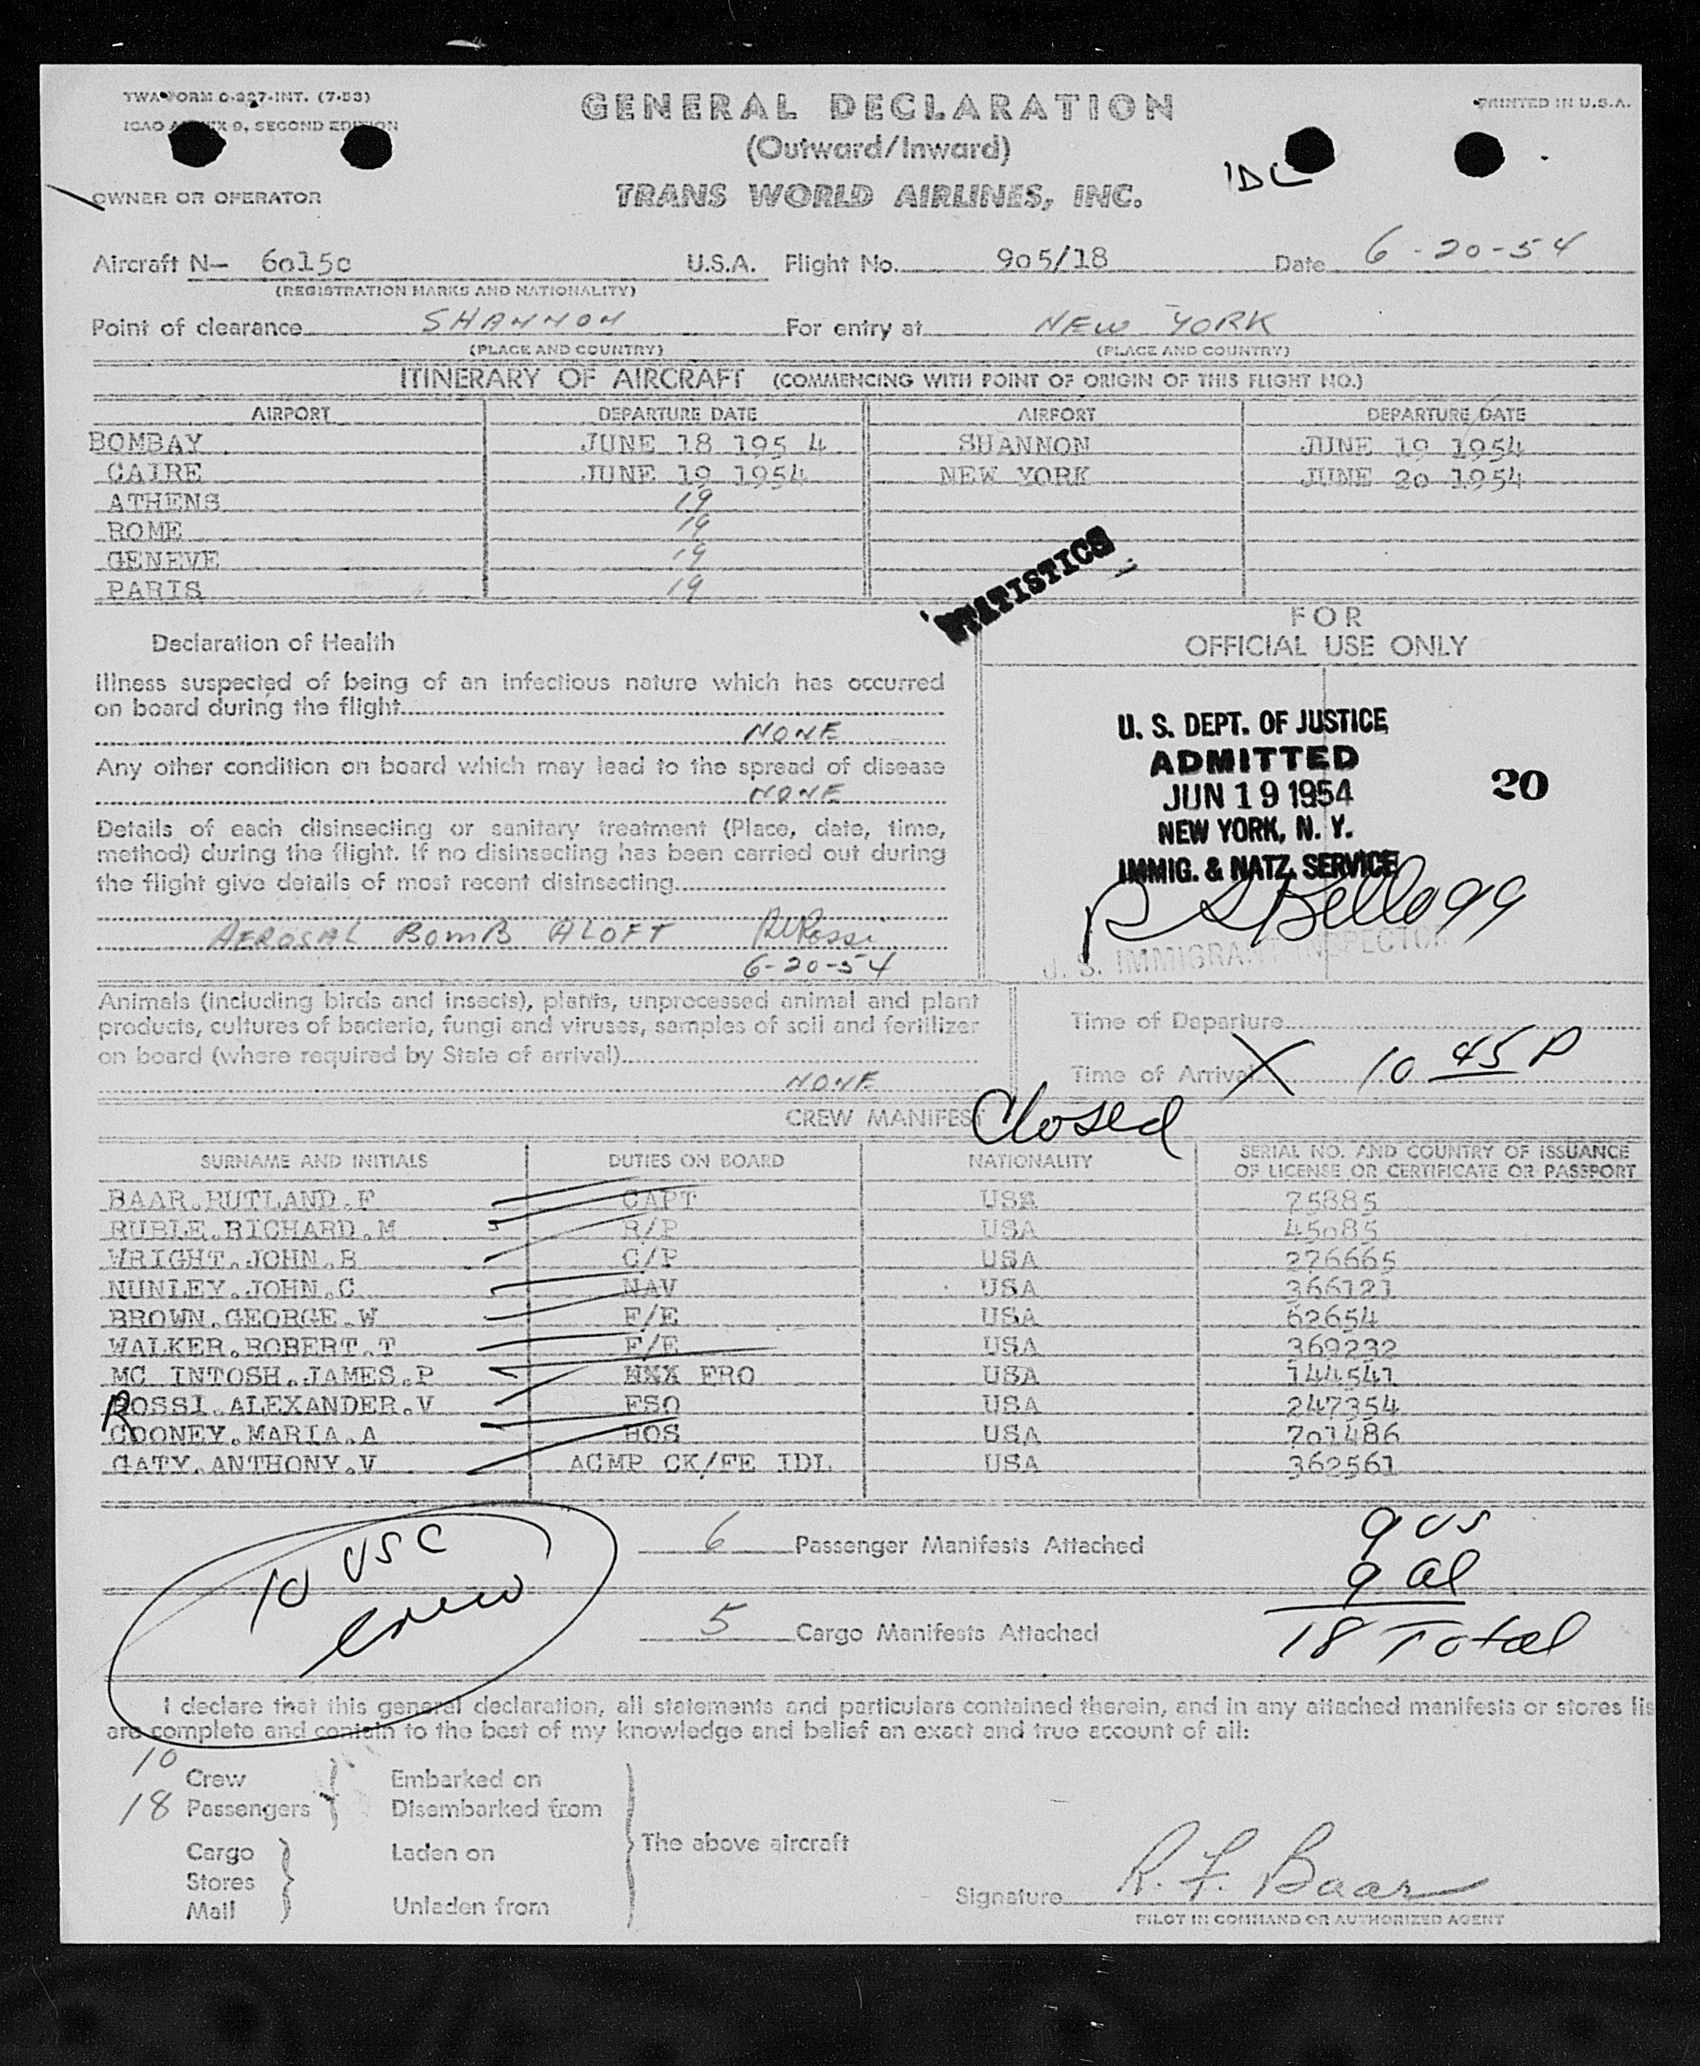 TWA FORM O-327-INT. (7-53)
ICAO ANNEX 9, SECOND EDITION
PRINTED IN U.S.A.
GENERAL DECLARATION
(Outward/Inward)
IDL
OWNER OR OPERATOR
TRANS WORLD AIRLINES, INC.
Aircraft N- 6015c U.S.A. Flight No. 905/18 Date 6-20-54
(REGISTRATION MARKS AND NATIONALITY)
Point of clearance SHANNON For entry at NEW YORK
(PLACE AND COUNTRY) (PLACE AND COUNTRY)
ITINERARY OF AIRCRAFT (COMMENCING WITH POINT OF ORIGIN OF THIS FLIGHT NO.)
AIRPORT DEPARTURE DATE AIRPORT DEPARTURE DATE
BOMBAY JUNE 18 195 4 SHANNON JUNE 19 1954
CAIRE JUNE 19 1954 NEW YORK JUNE 20 1954
ATHENS 19
ROME 19
GENEVE 19
PARIS 19
STATISTICS
FOR
OFFICIAL USE ONLY
Declaration of Health
Illness suspected of being of an infectious nature which has occurred
on board during the flight
NONE
Any other condition on board which may lead to the spread of disease
NONE
Details of each disinsecting or sanitary treatment (Place, date, time,
method) during the flight. If no disinsecting has been carried out during
the flight give details of most recent disinsecting
AEROSAL BOMB ALOFT
6-20-54
U. S. DEPT. OF JUSTICE
ADMITTED
JUN 19 1954
NEW YORK, N. Y.
IMMIG. & NATZ. SERVICE
20
Kellogg
U. S. IMMIGRANT INSPECTOR
Animals (including birds and insects), plants, unprocessed animal and plant
products, cultures of bacteria, fungi and viruses, samples of soil and fertilizer
on board (where required by State of arrival)
NONE
Time of Departure
Time of Arrival X 10 45 P
CREW MANIFEST Closed
SURNAME AND INITIALS DUTIES ON BOARD NATIONALITY SERIAL NO. AND COUNTRY OF ISSUANCE
OF LICENSE OR CERTIFICATE OR PASSPORT
BAAR.RUTLAND.F CAPT USA 75885
RUBLE.RICHARD.M R/P USA 45085
WRIGHT.JOHN.B C/P USA 276665
NUNLEY.JOHN.C NAV USA 366121
BROWN.GEORGE.W F/E USA 62654
WALKER.ROBERT.T F/E USA 369232
MC INTOSH.JAMES.P FRO USA 144541
ROSSI.ALEXANDER.V FSO USA 247354
COONEY.MARIA.A HOS USA 701486
GATY.ANTHONY.V ACMP CK/FE IDL USA 362561
10 USC
crew
6 Passenger Manifests Attached
5 Cargo Manifests Attached
9 US
9 al
18 Total
I declare that this general declaration, all statements and particulars contained therein, and in any attached manifests or stores lis
are complete and contain to the best of my knowledge and belief an exact and true account of all:
10 Crew Embarked on
18 Passengers Disembarked from
The above aircraft
Cargo Laden on
Stores
Mail Unladen from
Signature R. F. Baar
PILOT IN COMMAND OR AUTHORIZED AGENT